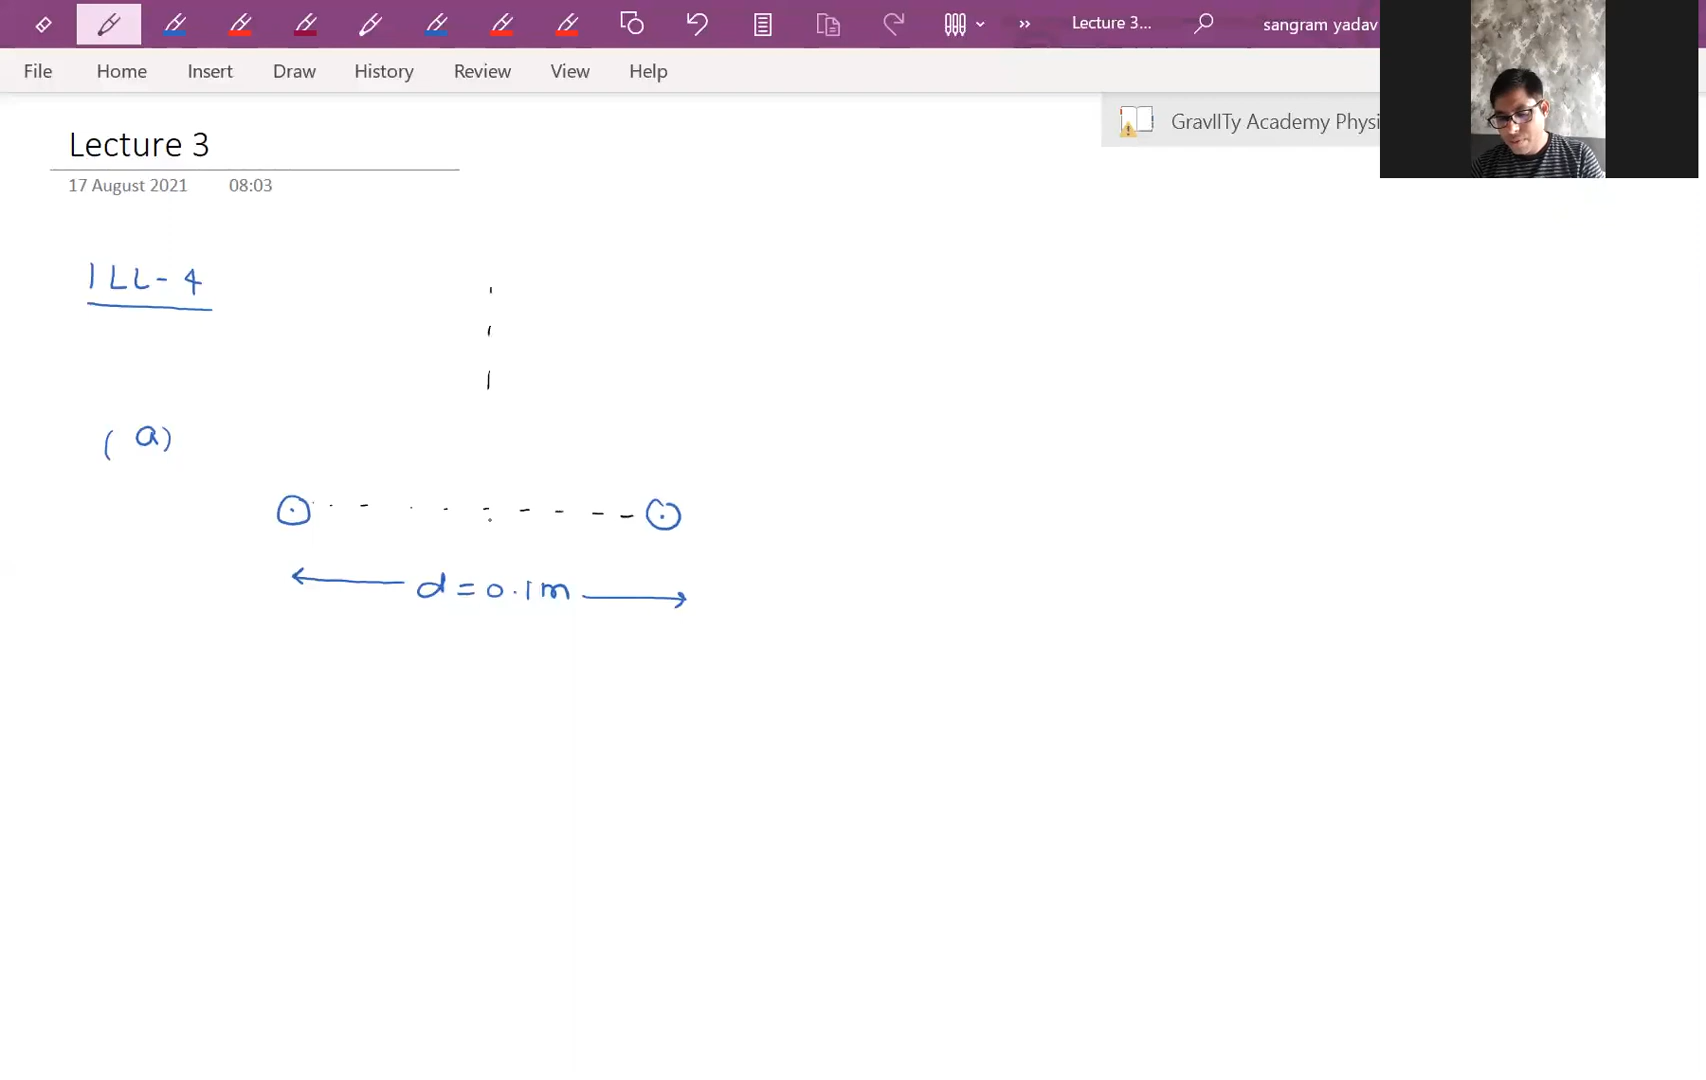 Lecture 3...
sangram yadav
File Home Insert Draw History Review View Help
GravIITy Academy Physi
Lecture 3
17 August 2021 08:03
ILL-4
(a)
d = 0.1m